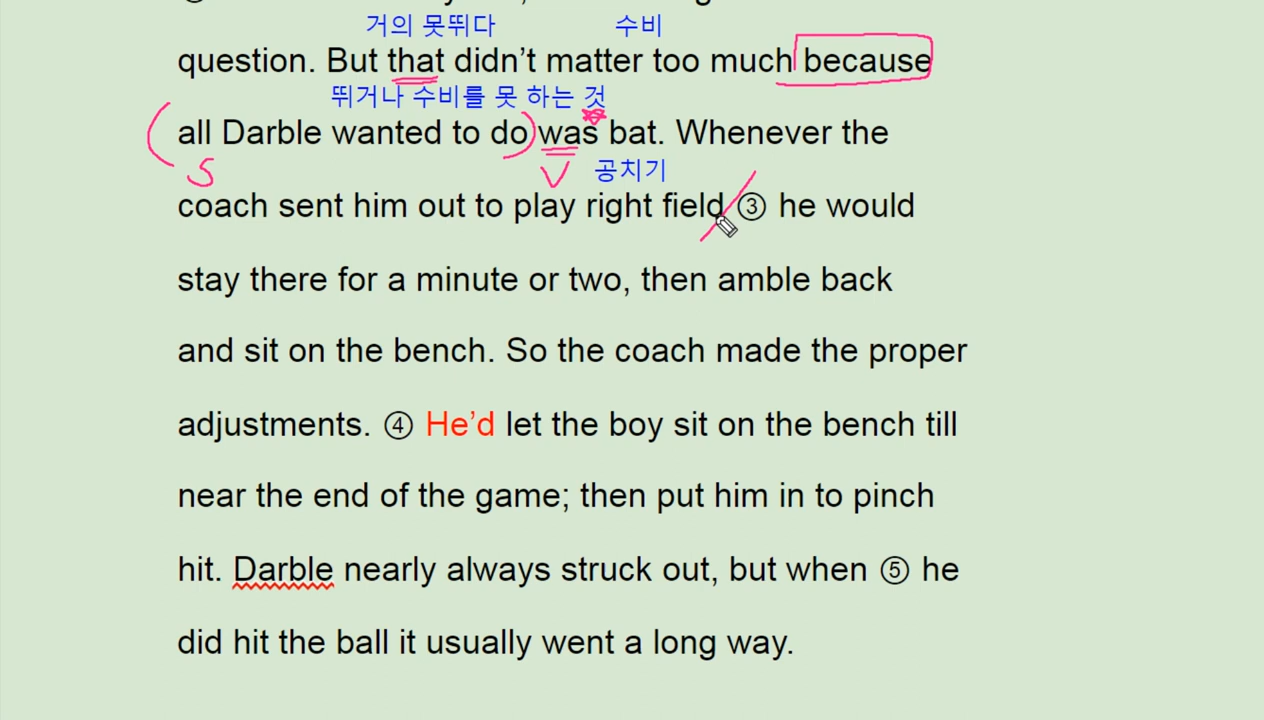 거의 못뛰다 수비
question. But that didn't matter too much because
뛰거나 수비를 못 하는 것
all Darble wanted to do was bat. Whenever the
S V 공치기
coach sent him out to play right field ③ he would
stay there for a minute or two, then amble back
and sit on the bench. So the coach made the proper
adjustments. ④ He'd let the boy sit on the bench till
near the end of the game; then put him in to pinch
hit. Darble nearly always struck out, but when ⑤ he
did hit the ball it usually went a long way.